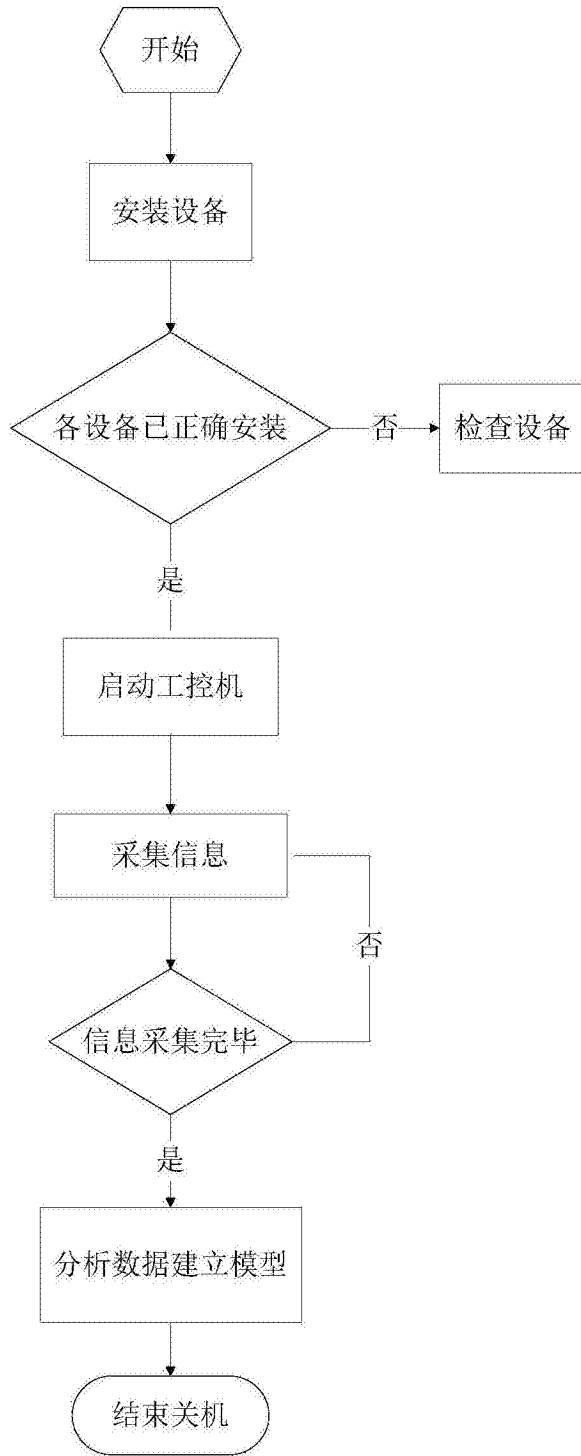 开始
安装设备
各设备已正确安装
否
检查设备
是
启动工控机
采集信息
否
信息采集完毕
是
分析数据建立模型
结束关机